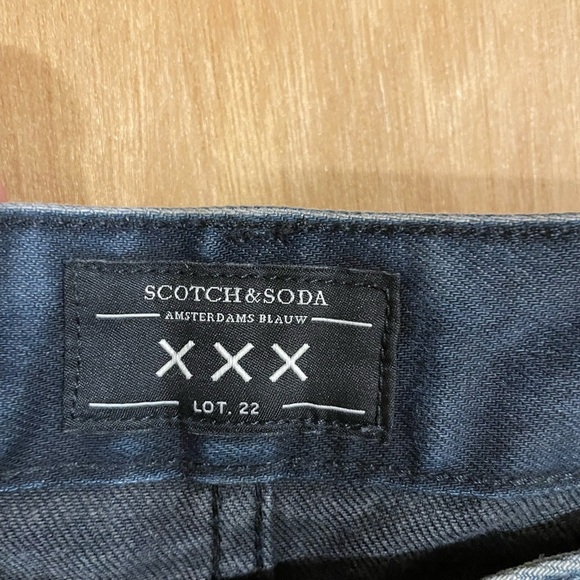 SCOTCH&SODA
AMSTERDAMS BLAUW
XXX
LOT. 22